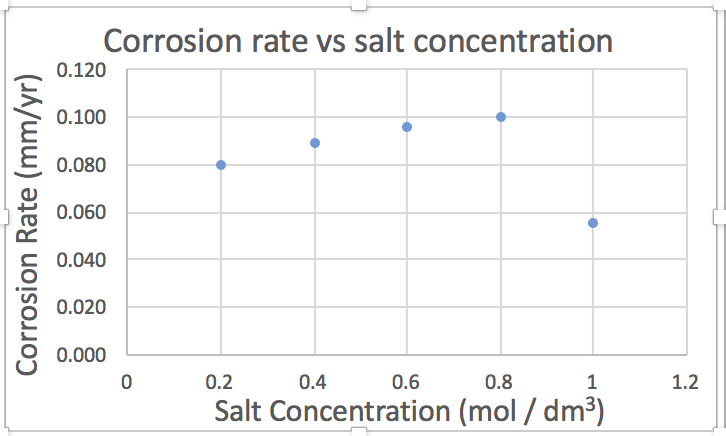 Corrosion rate vs salt concentration
Corrosion Rate (mm/yr)
0.120
0.100
0.080
0.060
0.040
0.020
0.000
0 0.2 0.4 0.6 0.8 1 1.2
Salt Concentration (mol / dm³)